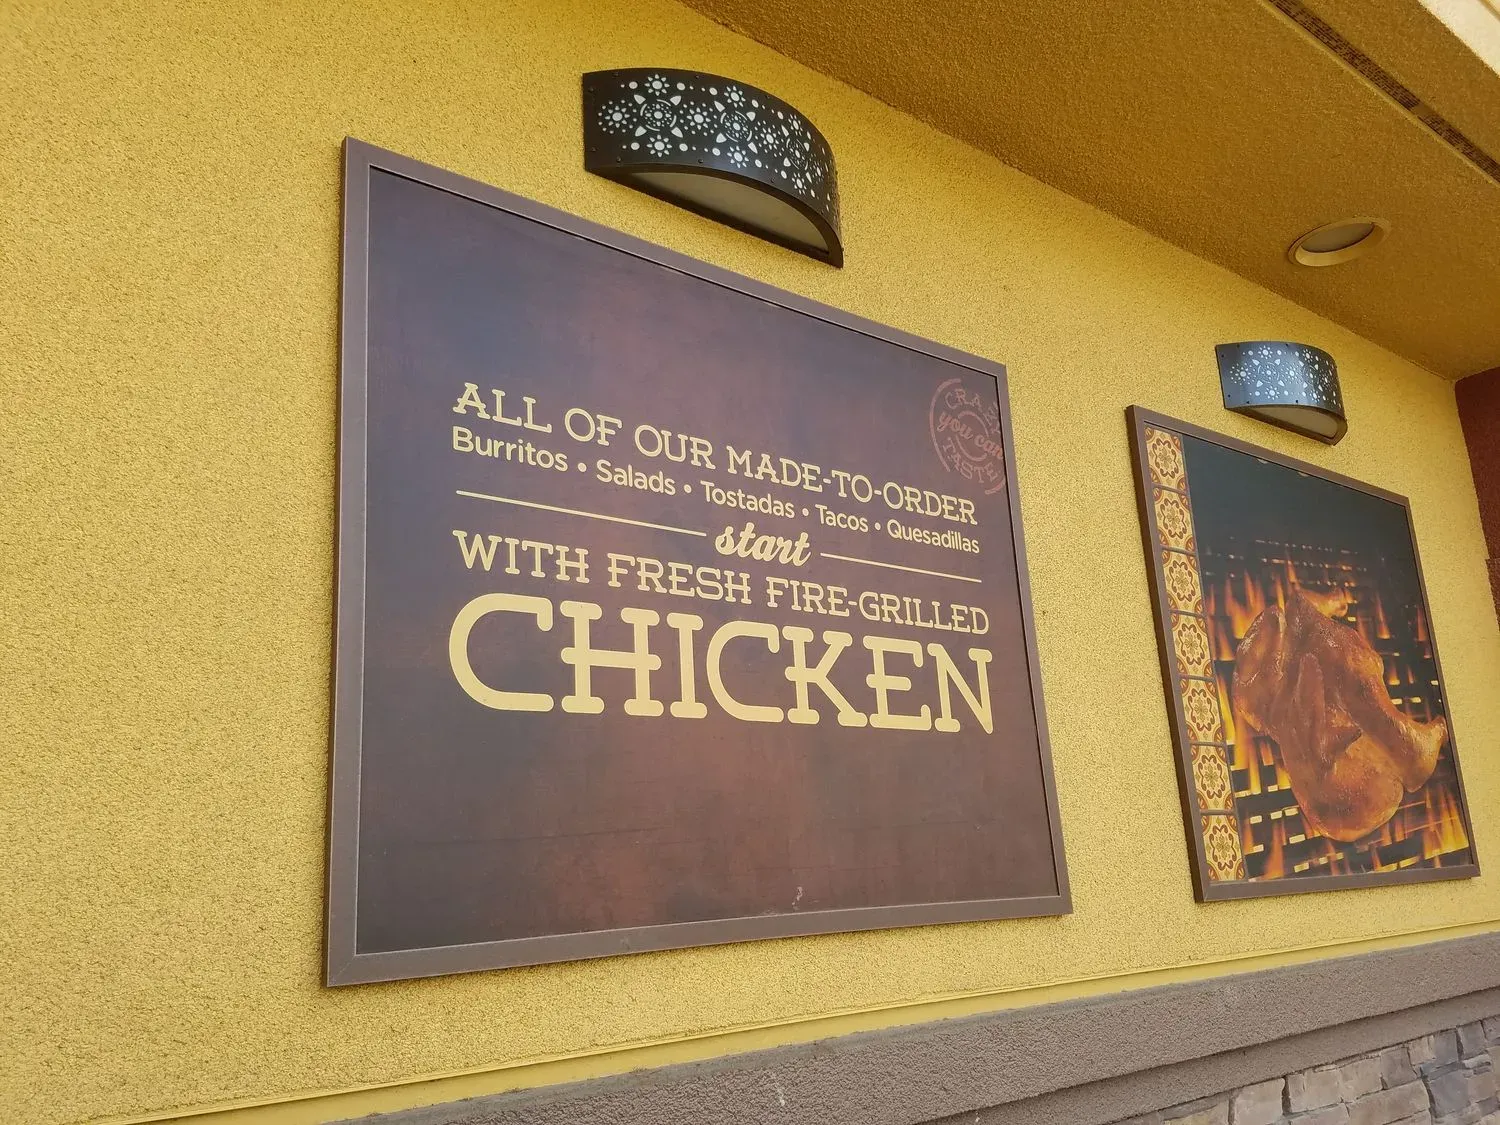 ALL OF OUR MADE-TO-ORDER
Burritos • Salads • Tostadas • Tacos • Quesadillas
start
WITH FRESH FIRE-GRILLED
CHICKEN
CRAFT
you can
TASTE